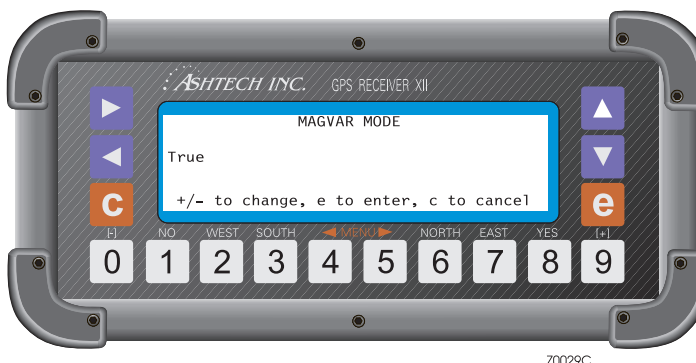 ASHTECH INC. GPS RECEIVER XII
MAGVAR MODE
True
+/- to change, e to enter, c to cancel
c
e
[-] NO WEST SOUTH MENU NORTH EAST YES [+]
0 1 2 3 4 5 6 7 8 9
70029C